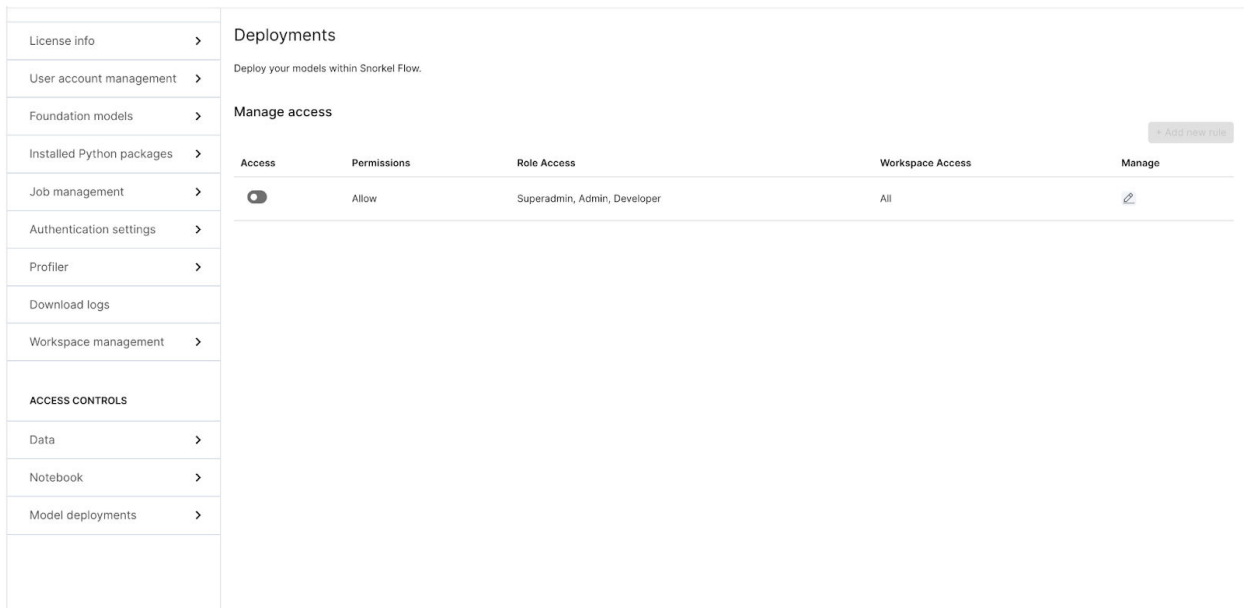 License info
User account management
Foundation models
Installed Python packages
Job management
Authentication settings
Profiler
Download logs
Workspace management
ACCESS CONTROLS
Data
Notebook
Model deployments
Deployments
Deploy your models within Snorkel Flow.
Manage access
+ Add new rule
Access Permissions Role Access Workspace Access Manage
Allow Superadmin, Admin, Developer All